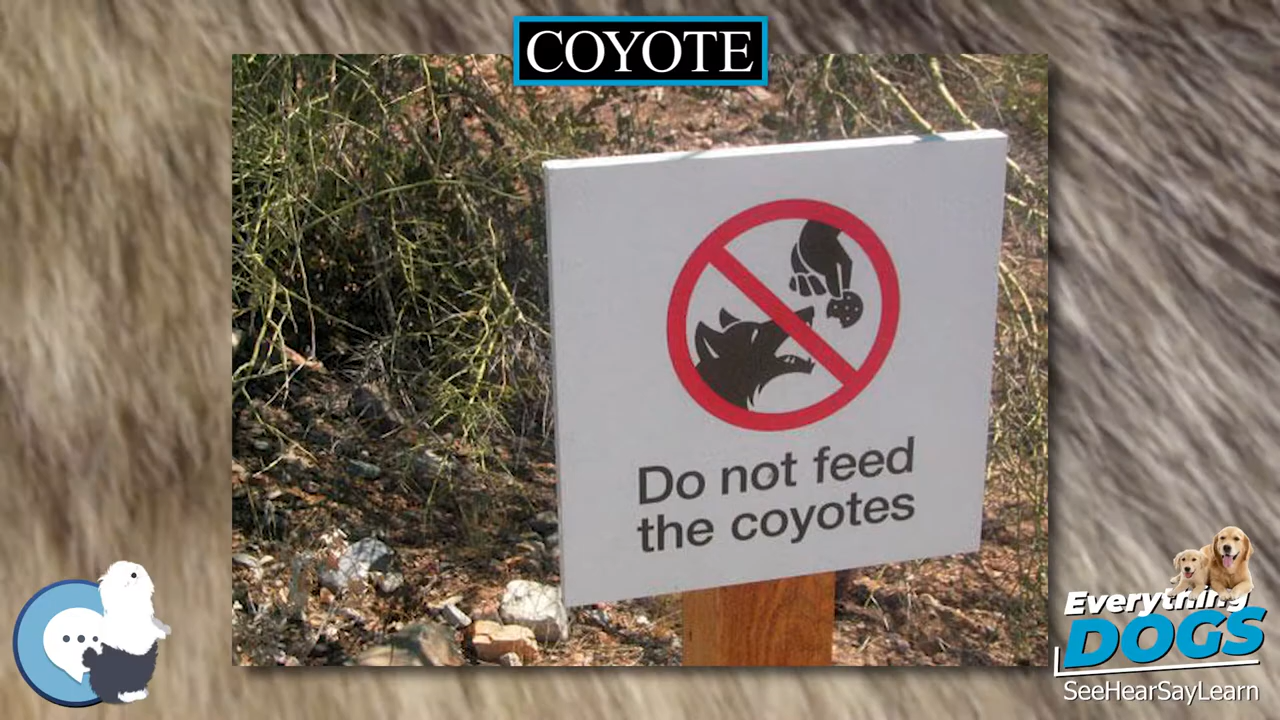 COYOTE
Do not feed
the coyotes
Everything
DOGS
SeeHearSayLearn